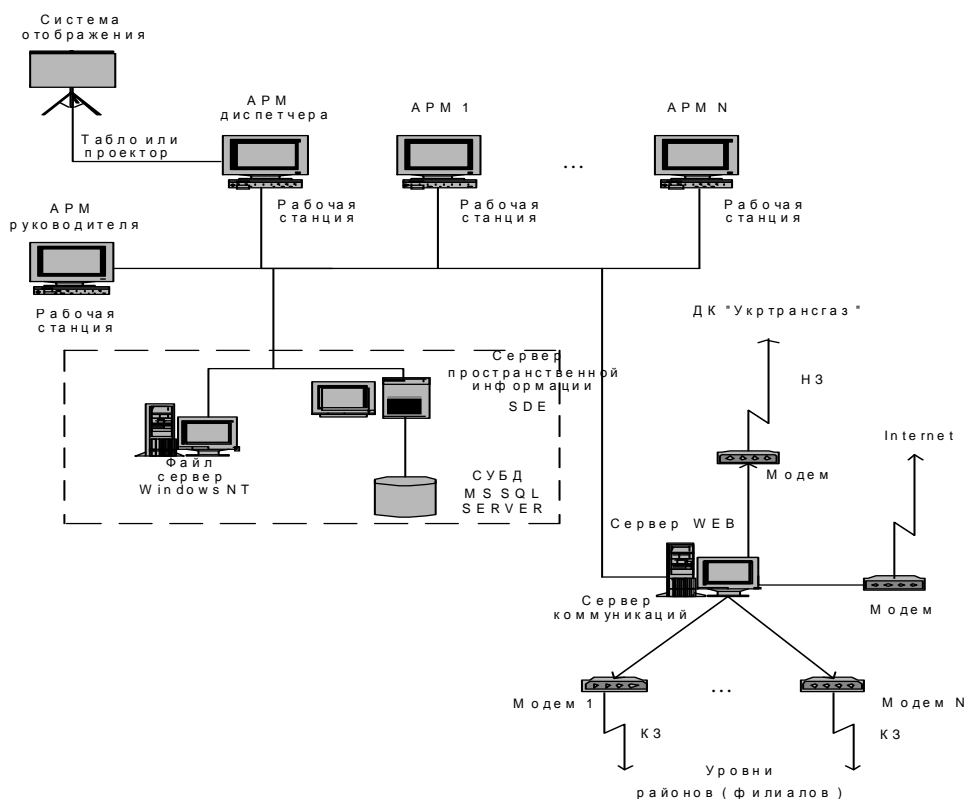 Система
отображения
АРМ
диспетчера
АРМ 1
АРМ N
...
Табло или
проектор
Рабочая
станция
Рабочая
станция
Рабочая
станция
АРМ
руководителя
Рабочая
станция
ДК "Укртрансгаз"
НЗ
Сервер
пространственной
информации
SDE
Файл
сервер
Windows NT
СУБД
MS SQL
SERVER
Internet
Модем
Сервер WEB
Модем
Сервер
коммуникаций
Модем 1
...
Модем N
КЗ
КЗ
Уровни
районов (филиалов)